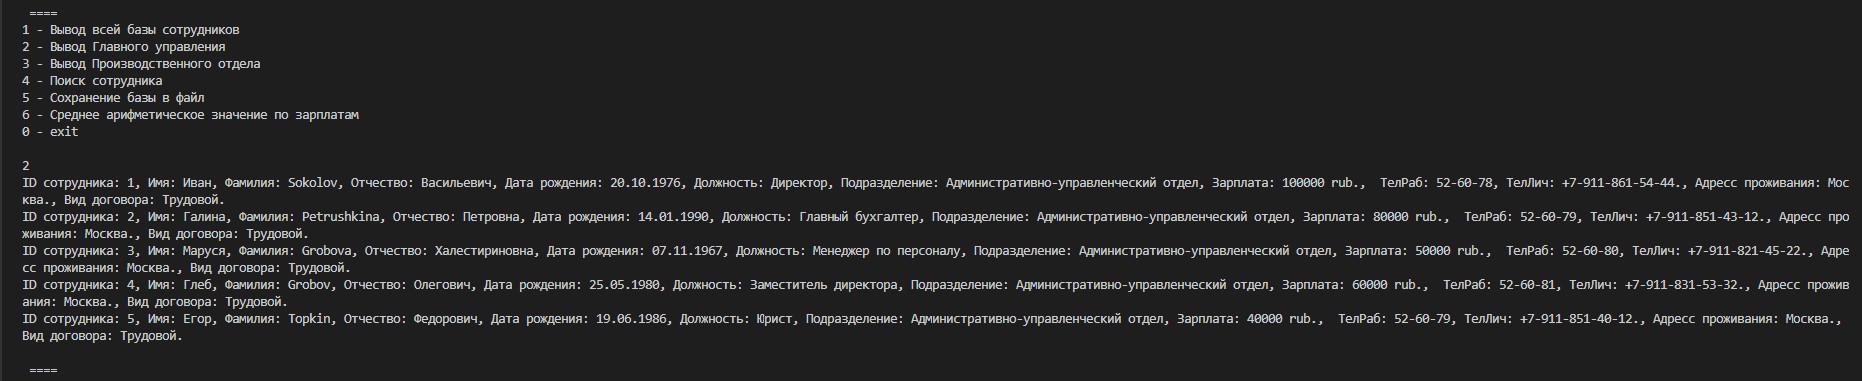 ====
1 - Вывод всей базы сотрудников
2 - Вывод Главного управления
3 - Вывод Производственного отдела
4 - Поиск сотрудника
5 - Сохранение базы в файл
6 - Среднее арифметическое значение по зарплатам
0 - exit
2
ID сотрудника: 1, Имя: Иван, Фамилия: Sokolov, Отчество: Васильевич, Дата рождения: 20.10.1976, Должность: Директор, Подразделение: Административно-управленческий отдел, Зарплата: 100000 rub.,  ТелРаб: 52-60-78, ТелЛич: +7-911-861-54-44., Адресс проживания: Мос
ква., Вид договора: Трудовой.
ID сотрудника: 2, Имя: Галина, Фамилия: Petrushkina, Отчество: Петровна, Дата рождения: 14.01.1990, Должность: Главный бухгалтер, Подразделение: Административно-управленческий отдел, Зарплата: 80000 rub.,  ТелРаб: 52-60-79, ТелЛич: +7-911-851-43-12., Адресс про
живания: Москва., Вид договора: Трудовой.
ID сотрудника: 3, Имя: Маруся, Фамилия: Grobova, Отчество: Халестириновна, Дата рождения: 07.11.1967, Должность: Менеджер по персоналу, Подразделение: Административно-управленческий отдел, Зарплата: 50000 rub.,  ТелРаб: 52-60-80, ТелЛич: +7-911-821-45-22., Адре
сс проживания: Москва., Вид договора: Трудовой.
ID сотрудника: 4, Имя: Глеб, Фамилия: Grobov, Отчество: Олегович, Дата рождения: 25.05.1980, Должность: Заместитель директора, Подразделение: Административно-управленческий отдел, Зарплата: 60000 rub.,  ТелРаб: 52-60-81, ТелЛич: +7-911-831-53-32., Адресс прожив
ания: Москва., Вид договора: Трудовой.
ID сотрудника: 5, Имя: Егор, Фамилия: Topkin, Отчество: Федорович, Дата рождения: 19.06.1986, Должность: Юрист, Подразделение: Административно-управленческий отдел, Зарплата: 40000 rub.,  ТелРаб: 52-60-79, ТелЛич: +7-911-851-40-12., Адресс проживания: Москва.,
Вид договора: Трудовой.
====